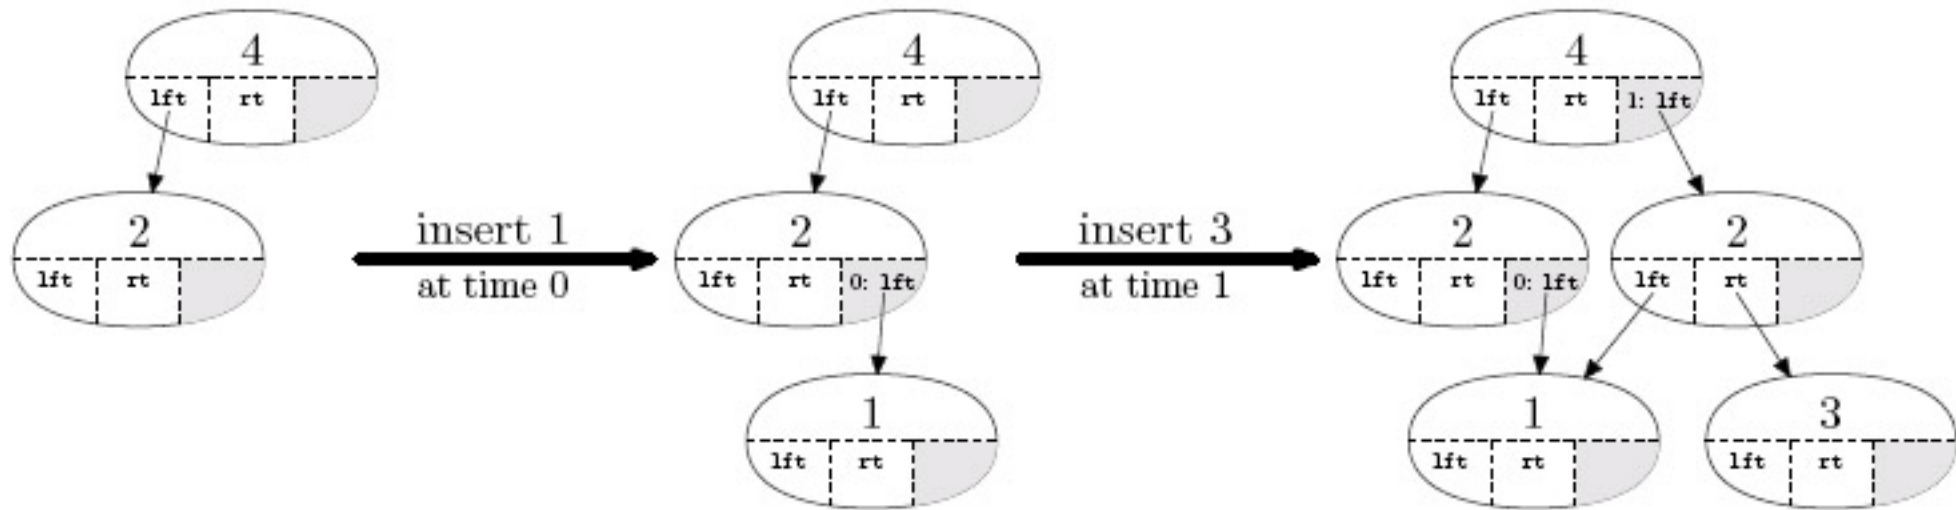 4
lft rt
2
lft rt
insert 1
at time 0
4
lft rt
2
lft rt 0: lft
1
lft rt
insert 3
at time 1
4
lft rt 1: lft
2
lft rt 0: lft
2
lft rt
1
lft rt
3
lft rt